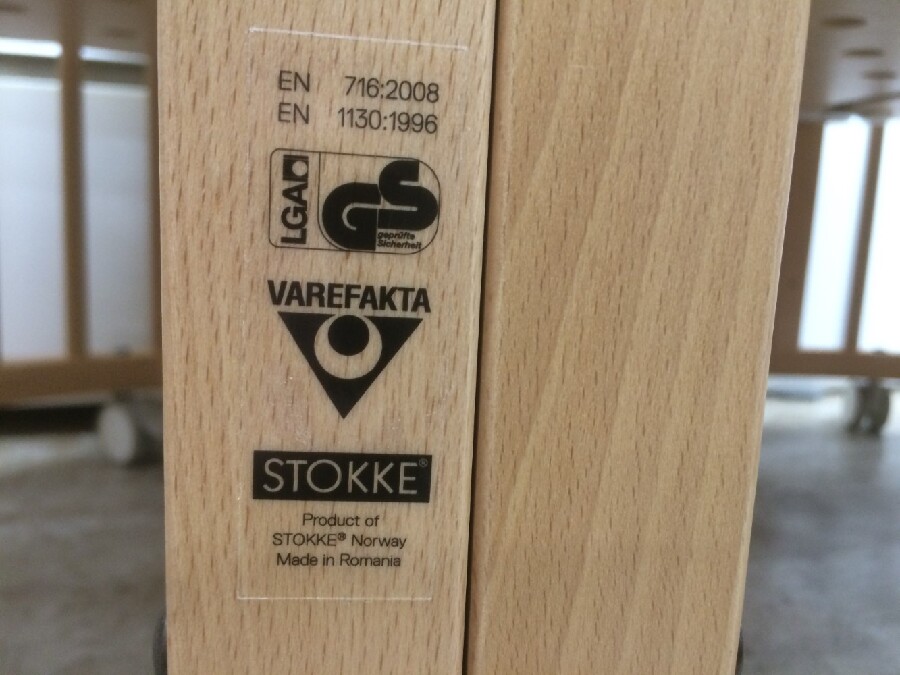 EN 716:2008
EN 1130:1996
LGA
GS
geprüfte
Sicherheit
VAREFAKTA
STOKKE®
Product of
STOKKE® Norway
Made in Romania